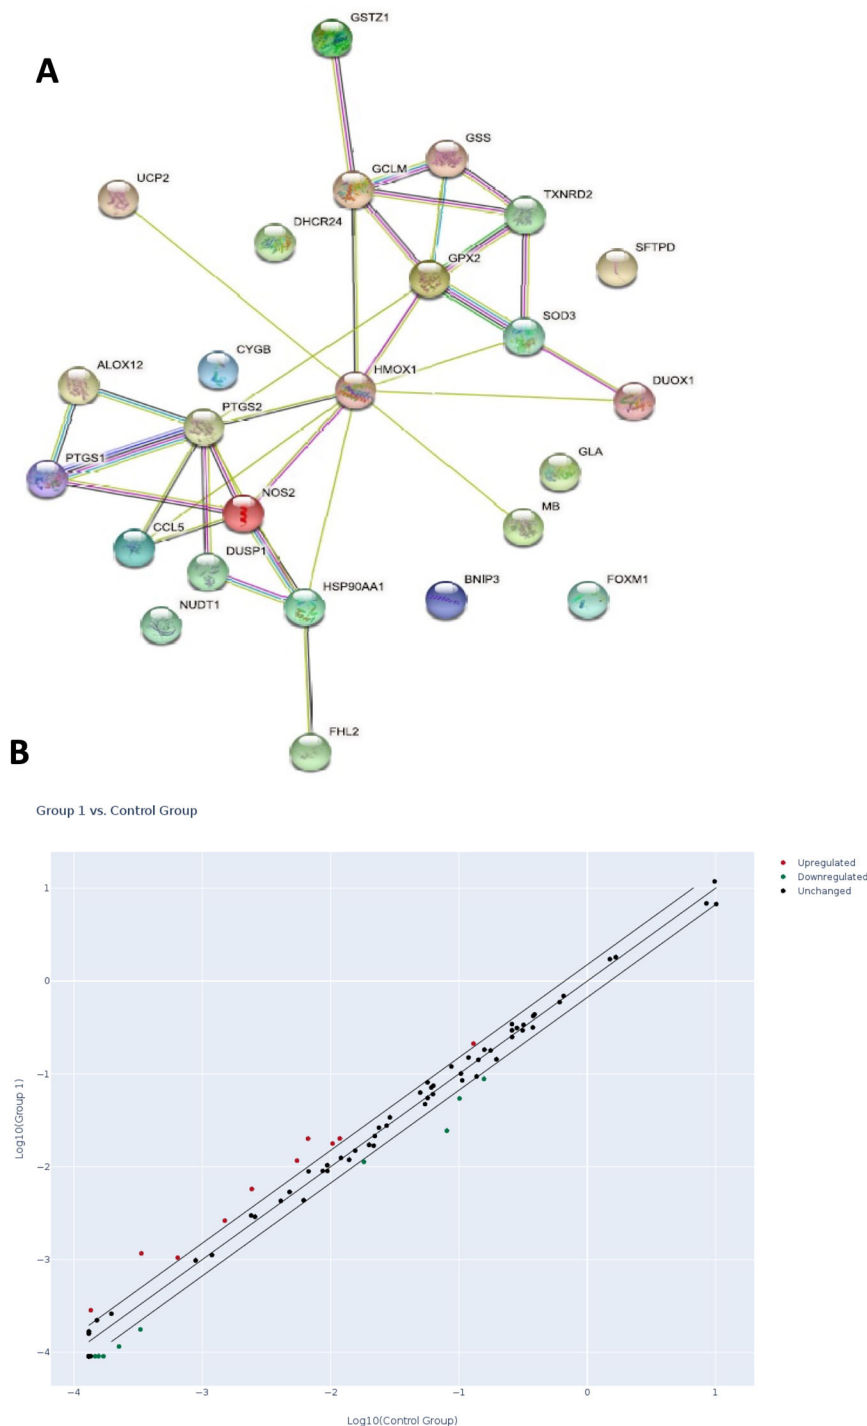 A
GSTZ1
GSS
GCLM
UCP2
TXNRD2
DHCR24
SFTPD
GPX2
SOD3
CYGB
ALOX12
HMOX1
DUOX1
PTGS2
PTGS1
GLA
NOS2
MB
CCL5
DUSP1
BNIP3
FOXM1
HSP90AA1
NUDT1
FHL2
B
Group 1 vs. Control Group
Upregulated
Downregulated
Unchanged
1
0
−1
−2
−3
−4
Log10(Group 1)
−4 −3 −2 −1 0 1
Log10(Control Group)